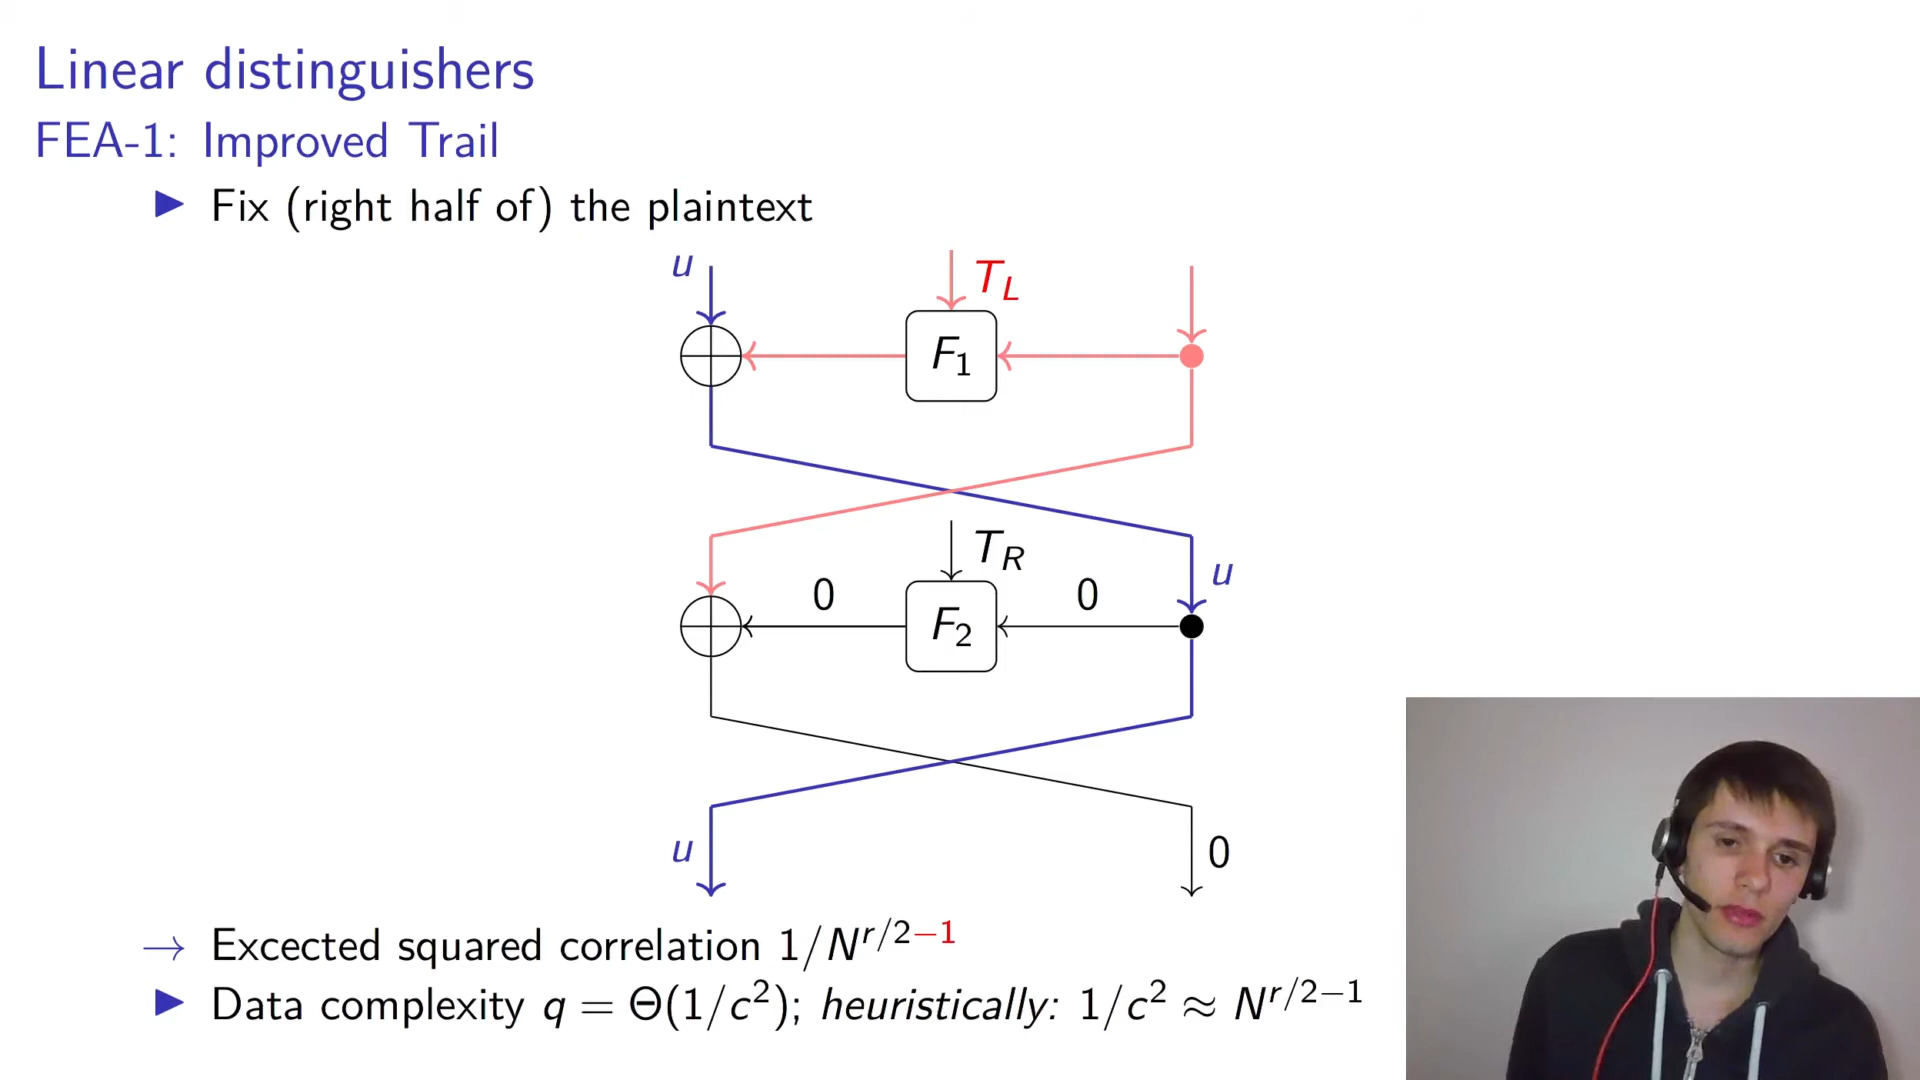 Linear distinguishers
FEA-1: Improved Trail
▶ Fix (right half of) the plaintext
u
T_L
F_1
T_R
u
0
F_2
0
u
0
→ Excected squared correlation 1/N^{r/2−1}
▶ Data complexity q = Θ(1/c²); heuristically: 1/c² ≈ N^{r/2−1}